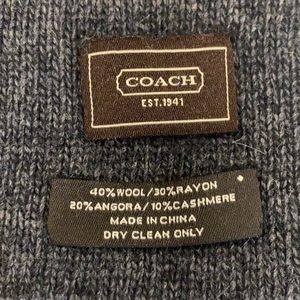 COACH
EST. 1941
40% WOOL/30% RAYON
20% ANGORA/10% CASHMERE
MADE IN CHINA
DRY CLEAN ONLY